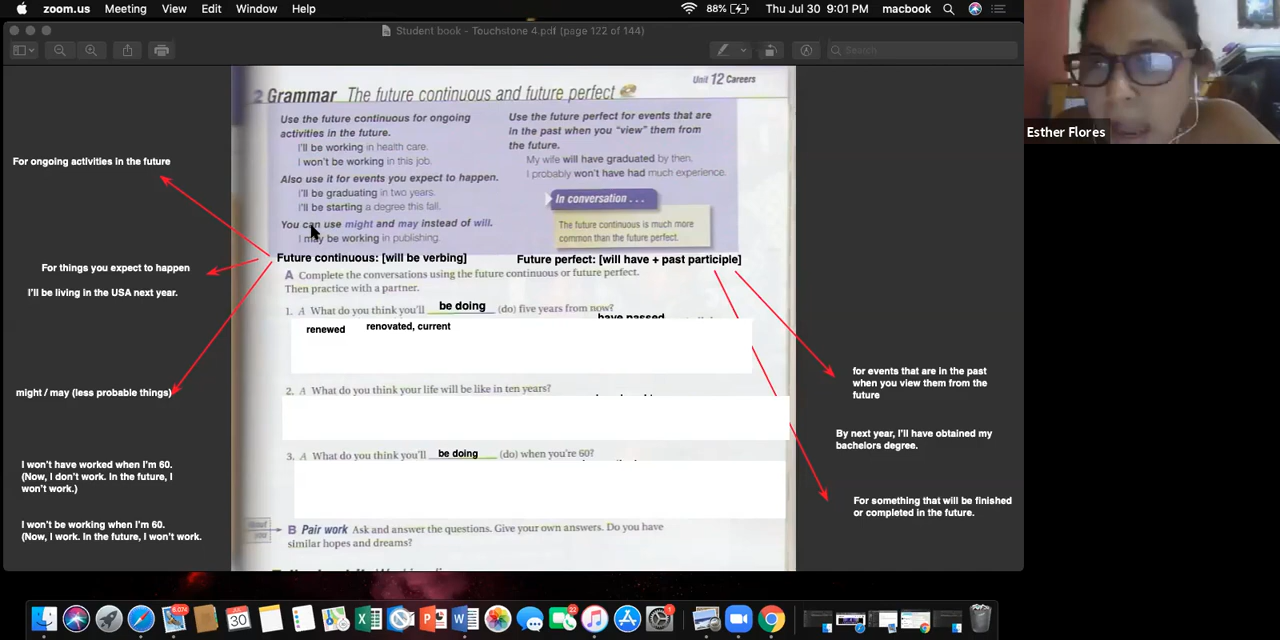 zoom.us Meeting View Edit Window Help 88% Thu Jul 30 9:01 PM macbook
Student book - Touchstone 4.pdf (page 122 of 144)
Search
Esther Flores
Unit 12 Careers
2 Grammar The future continuous and future perfect
Use the future continuous for ongoing
activities in the future.
I'll be working in health care.
I won't be working in this job.
Also use it for events you expect to happen.
I'll be graduating in two years.
I'll be starting a degree this fall.
You can use might and may instead of will.
I may be working in publishing.
Use the future perfect for events that are
in the past when you "view" them from
the future.
My wife will have graduated by then.
I probably won't have had much experience.
In conversation . . .
The future continuous is much more
common than the future perfect.
For ongoing activities in the future
For things you expect to happen
I'll be living in the USA next year.
might / may (less probable things)
I won't have worked when I'm 60.
(Now, I don't work. In the future, I
won't work.)
I won't be working when I'm 60.
(Now, I work. In the future, I won't work.
Future continuous: [will be verbing]
Future perfect: [will have + past participle]
A Complete the conversations using the future continuous or future perfect.
Then practice with a partner.
1. A What do you think you'll be doing (do) five years from now?
have passed
renewed renovated, current
2. A What do you think your life will be like in ten years?
3. A What do you think you'll be doing (do) when you're 60?
About you
B Pair work Ask and answer the questions. Give your own answers. Do you have
similar hopes and dreams?
for events that are in the past
when you view them from the
future
By next year, I'll have obtained my
bachelors degree.
For something that will be finished
or completed in the future.
6,074
JUL
30
22
1